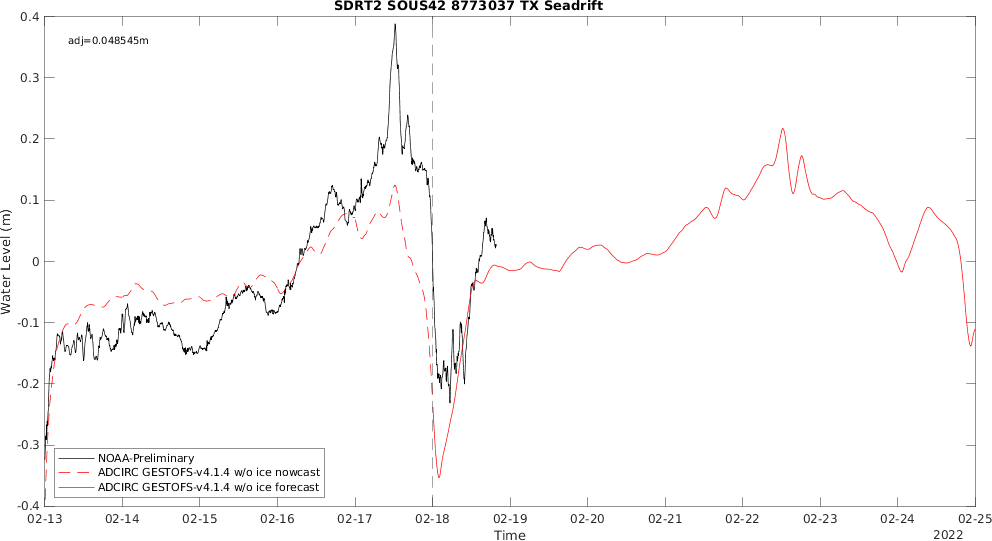 SDRT2 SOUS42 8773037 TX Seadrift
adj=0.048545m
Water Level (m)
0.4
0.3
0.2
0.1
0
-0.1
-0.2
-0.3
-0.4
NOAA-Preliminary
ADCIRC GESTOFS-v4.1.4 w/o ice nowcast
ADCIRC GESTOFS-v4.1.4 w/o ice forecast
02-13 02-14 02-15 02-16 02-17 02-18 02-19 02-20 02-21 02-22 02-23 02-24 02-25
Time
2022